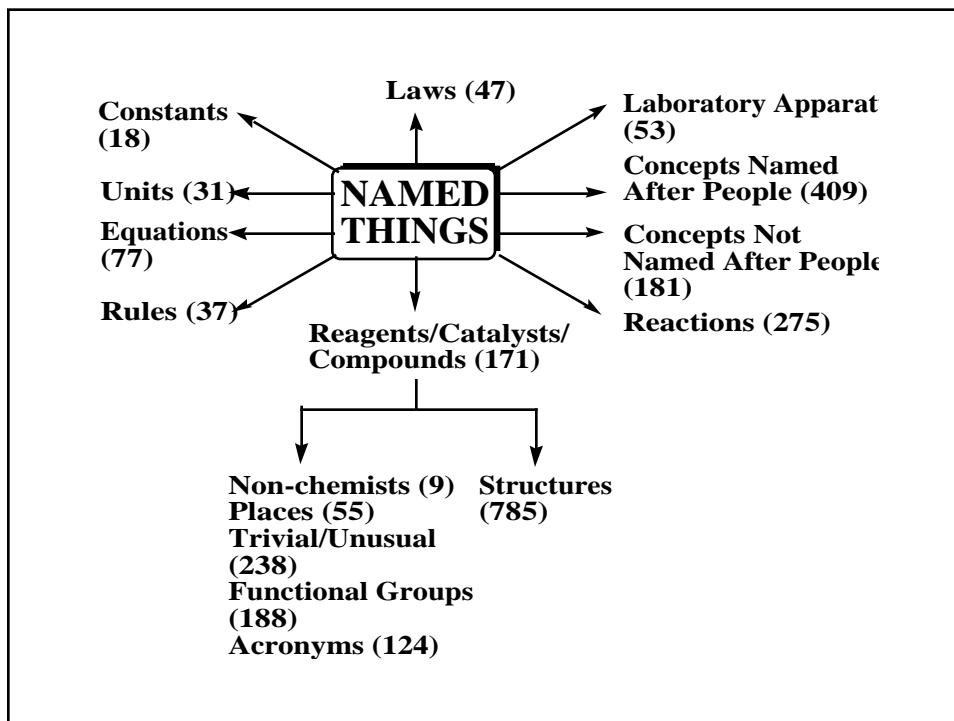 Laws (47)
Constants
(18)
Laboratory Apparat
(53)
Concepts Named
After People (409)
Units (31)
NAMED
THINGS
Equations
(77)
Concepts Not
Named After People
(181)
Rules (37)
Reactions (275)
Reagents/Catalysts/
Compounds (171)
Non-chemists (9)
Places (55)
Trivial/Unusual
(238)
Functional Groups
(188)
Acronyms (124)
Structures
(785)